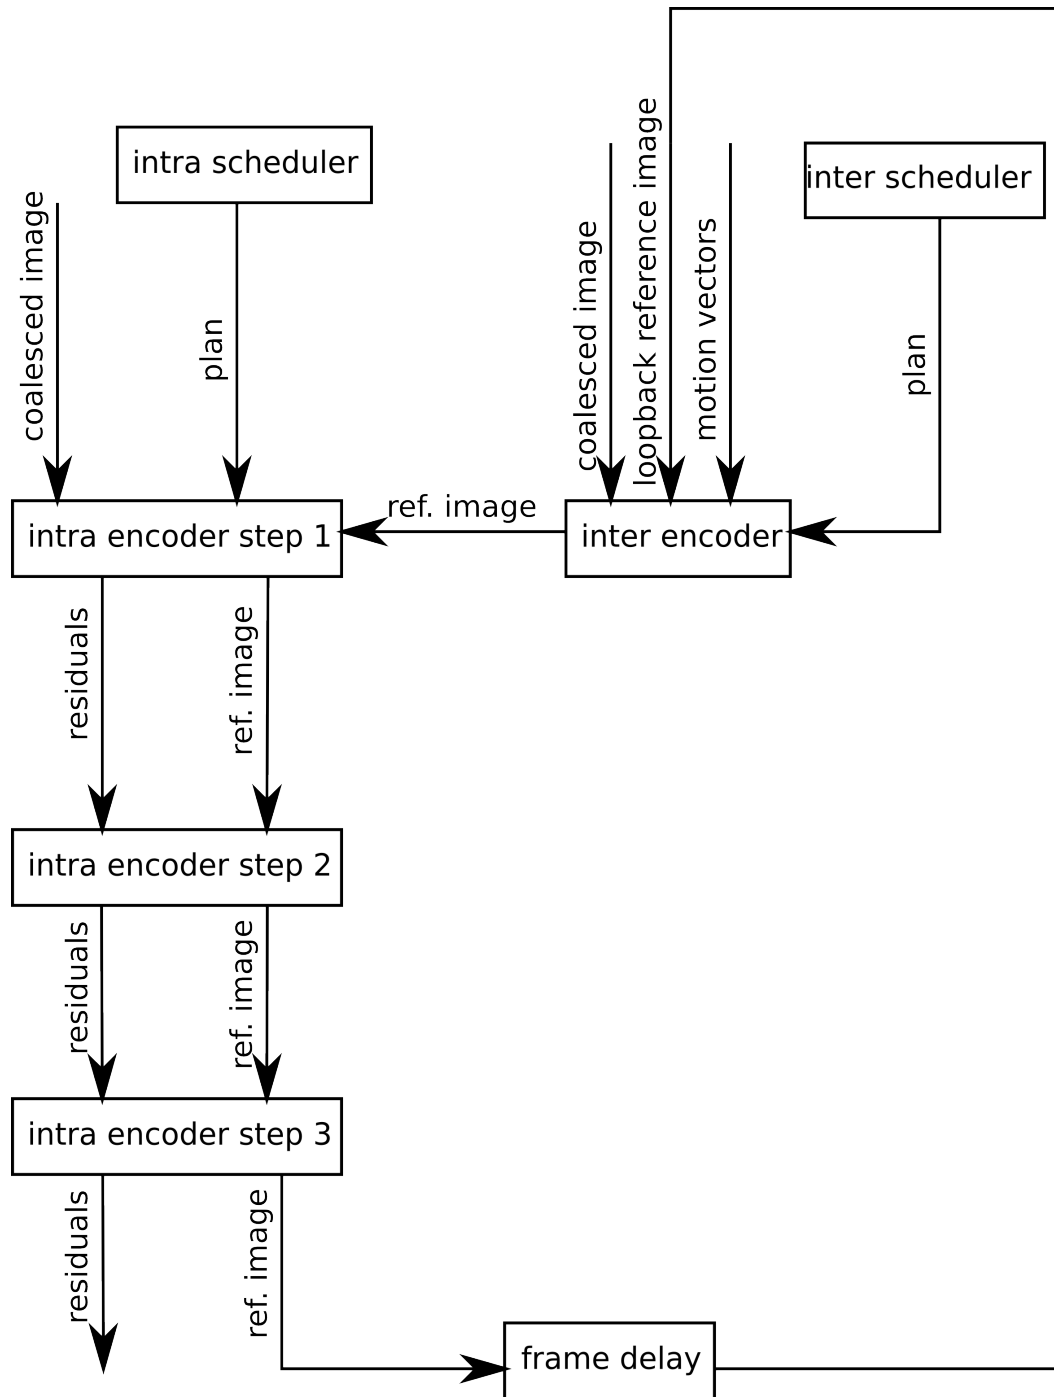 intra scheduler
inter scheduler
coalesced image
plan
coalesced image
loopback reference image
motion vectors
plan
intra encoder step 1
ref. image
inter encoder
residuals
ref. image
intra encoder step 2
residuals
ref. image
intra encoder step 3
residuals
ref. image
frame delay